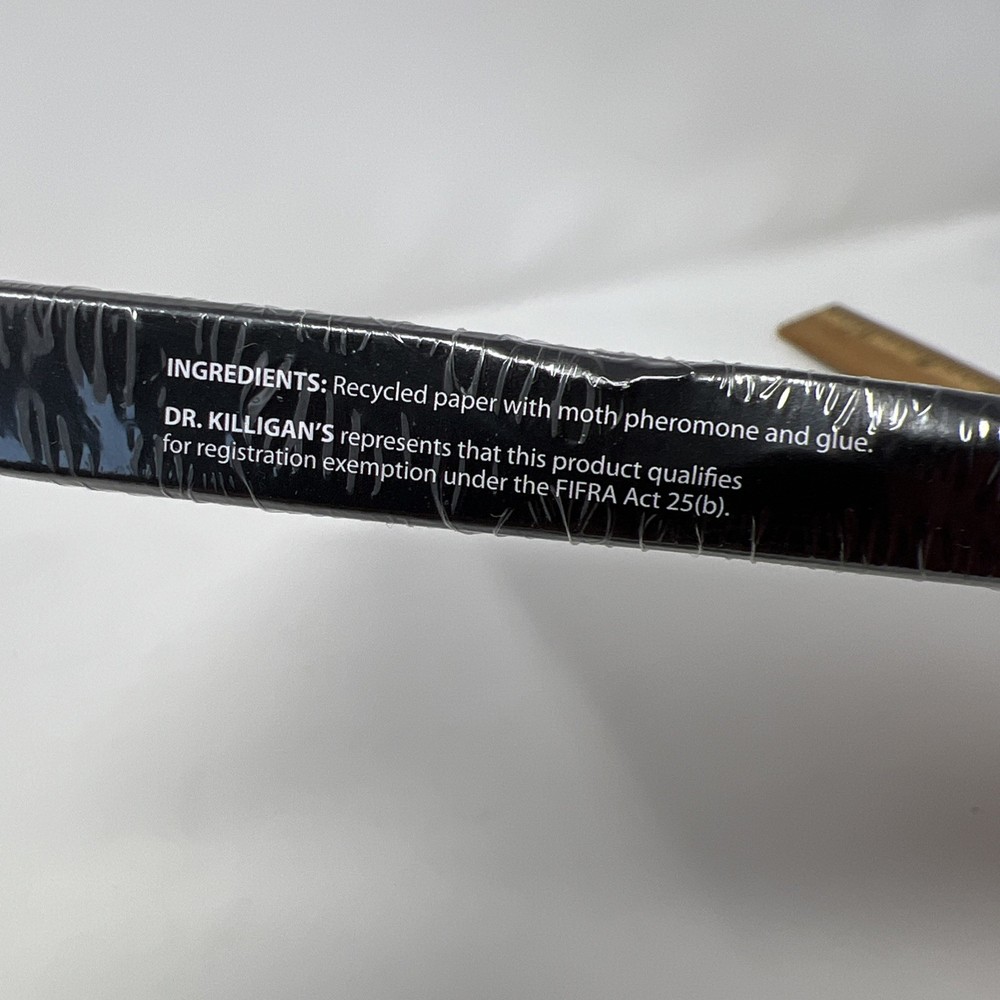 INGREDIENTS: Recycled paper with moth pheromone and glue.
DR. KILLIGAN'S represents that this product qualifies
for registration exemption under the FIFRA Act 25(b).